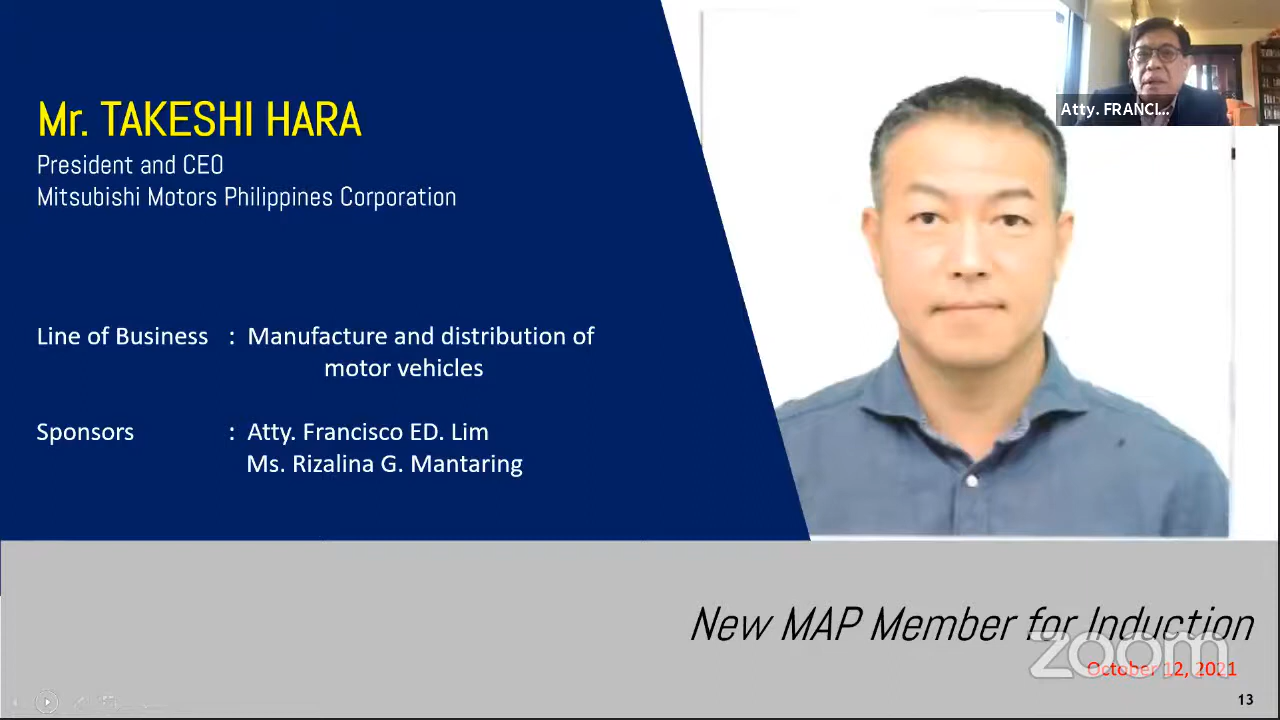 Mr. TAKESHI HARA
President and CEO
Mitsubishi Motors Philippines Corporation
Line of Business : Manufacture and distribution of
motor vehicles
Sponsors : Atty. Francisco ED. Lim
Ms. Rizalina G. Mantaring
Atty. FRANCI...
New MAP Member for Induction
zoom
October 12, 2021
13